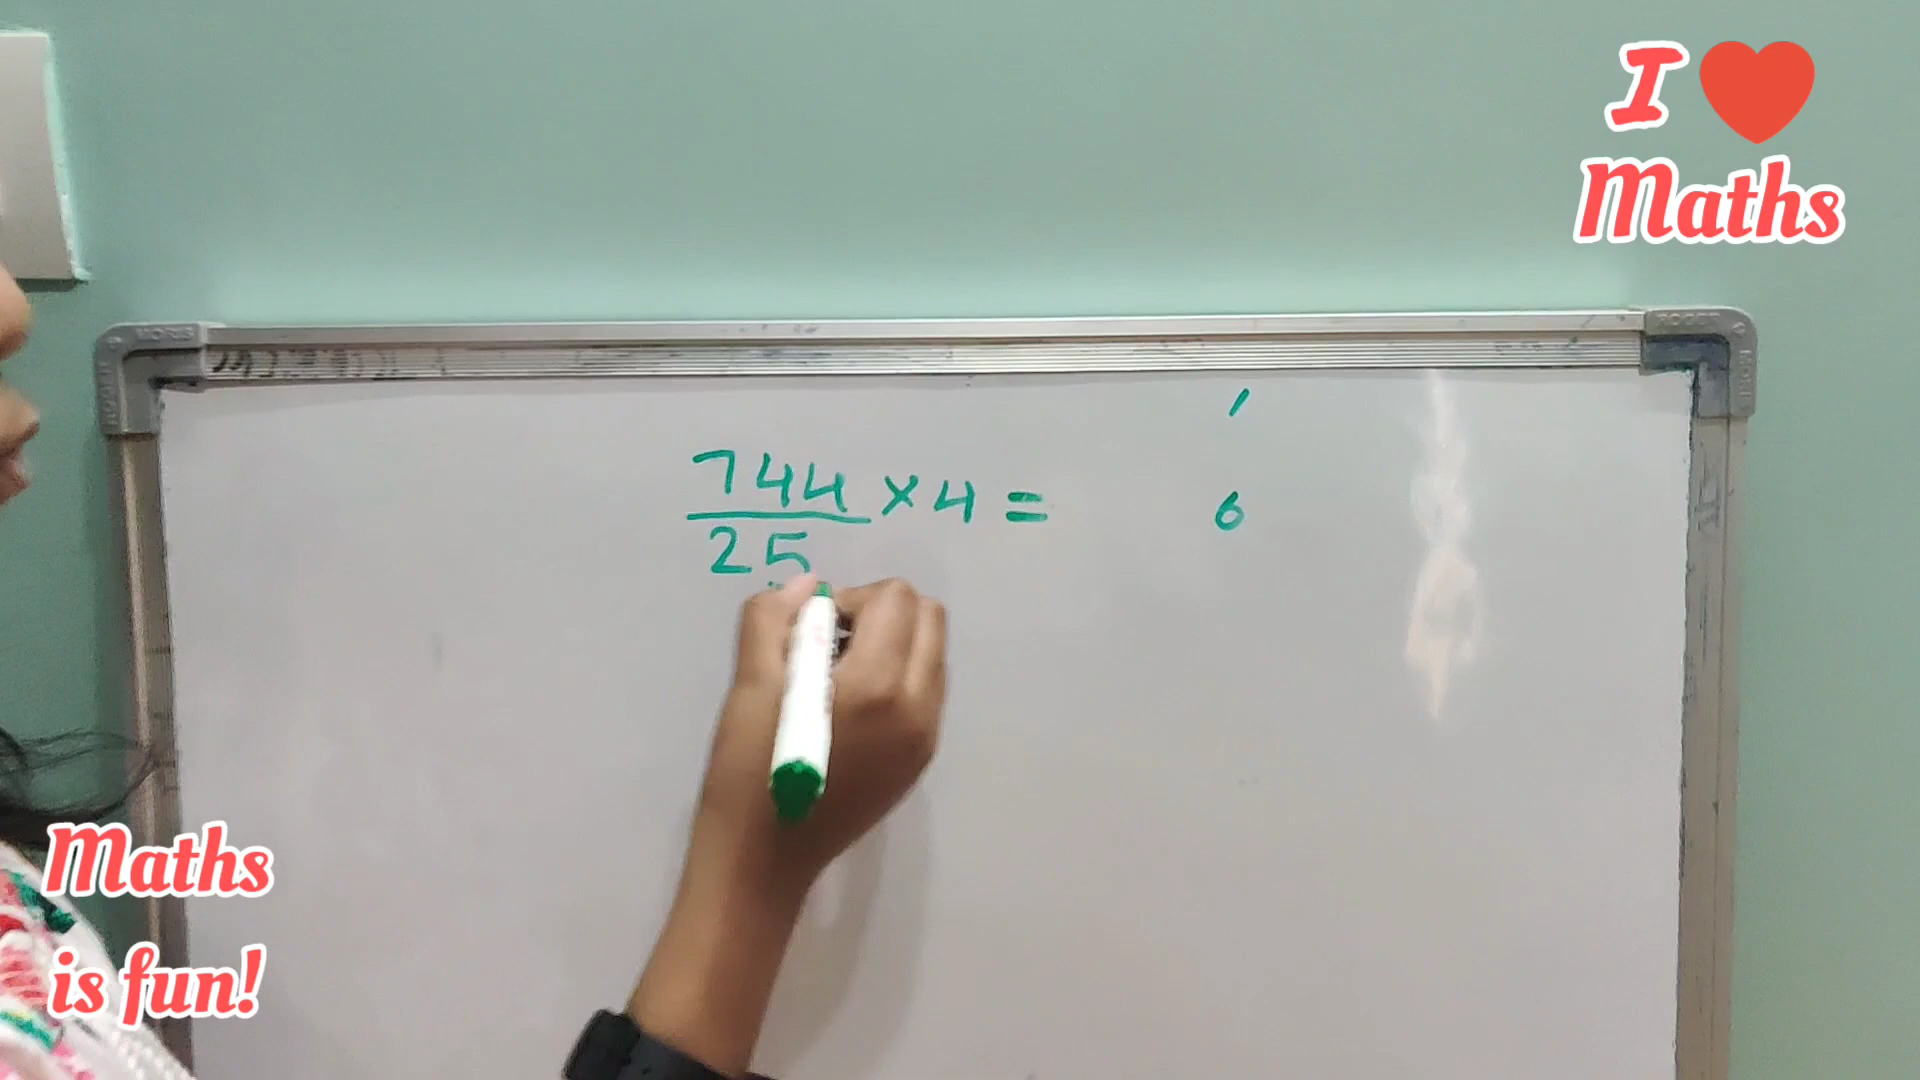 I ❤
Maths
1
744 × 4 = 6
25
Maths
is fun!